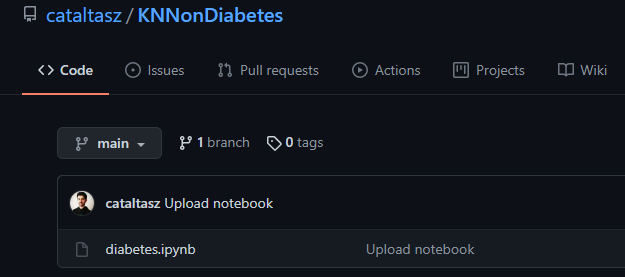 cataltasz / KNNonDiabetes
Code Issues Pull requests Actions Projects Wiki
main 1 branch 0 tags
cataltasz Upload notebook
diabetes.ipynb Upload notebook